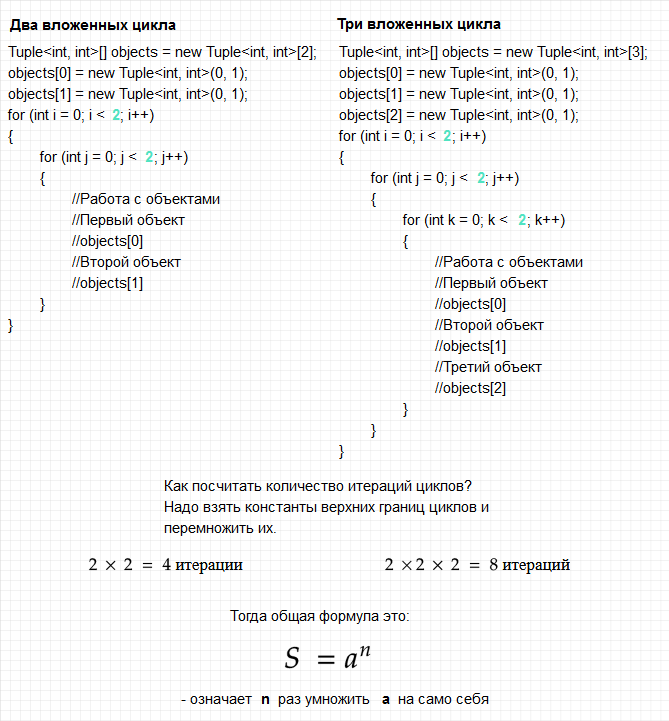 Два вложенных цикла
Tuple<int, int>[] objects = new Tuple<int, int>[2];
objects[0] = new Tuple<int, int>(0, 1);
objects[1] = new Tuple<int, int>(0, 1);
for (int i = 0; i < 2; i++)
{
for (int j = 0; j < 2; j++)
{
//Работа с объектами
//Первый объект
//objects[0]
//Второй объект
//objects[1]
}
}
Три вложенных цикла
Tuple<int, int>[] objects = new Tuple<int, int>[3];
objects[0] = new Tuple<int, int>(0, 1);
objects[1] = new Tuple<int, int>(0, 1);
objects[2] = new Tuple<int, int>(0, 1);
for (int i = 0; i < 2; i++)
{
for (int j = 0; j < 2; j++)
{
for (int k = 0; k < 2; k++)
{
//Работа с объектами
//Первый объект
//objects[0]
//Второй объект
//objects[1]
//Третий объект
//objects[2]
}
}
}
Как посчитать количество итераций циклов?
Надо взять константы верхних границ циклов и
перемножить их.
2 × 2 = 4 итерации
2 × 2 × 2 = 8 итераций
Тогда общая формула это:
S = aⁿ
- означает n раз умножить a на само себя